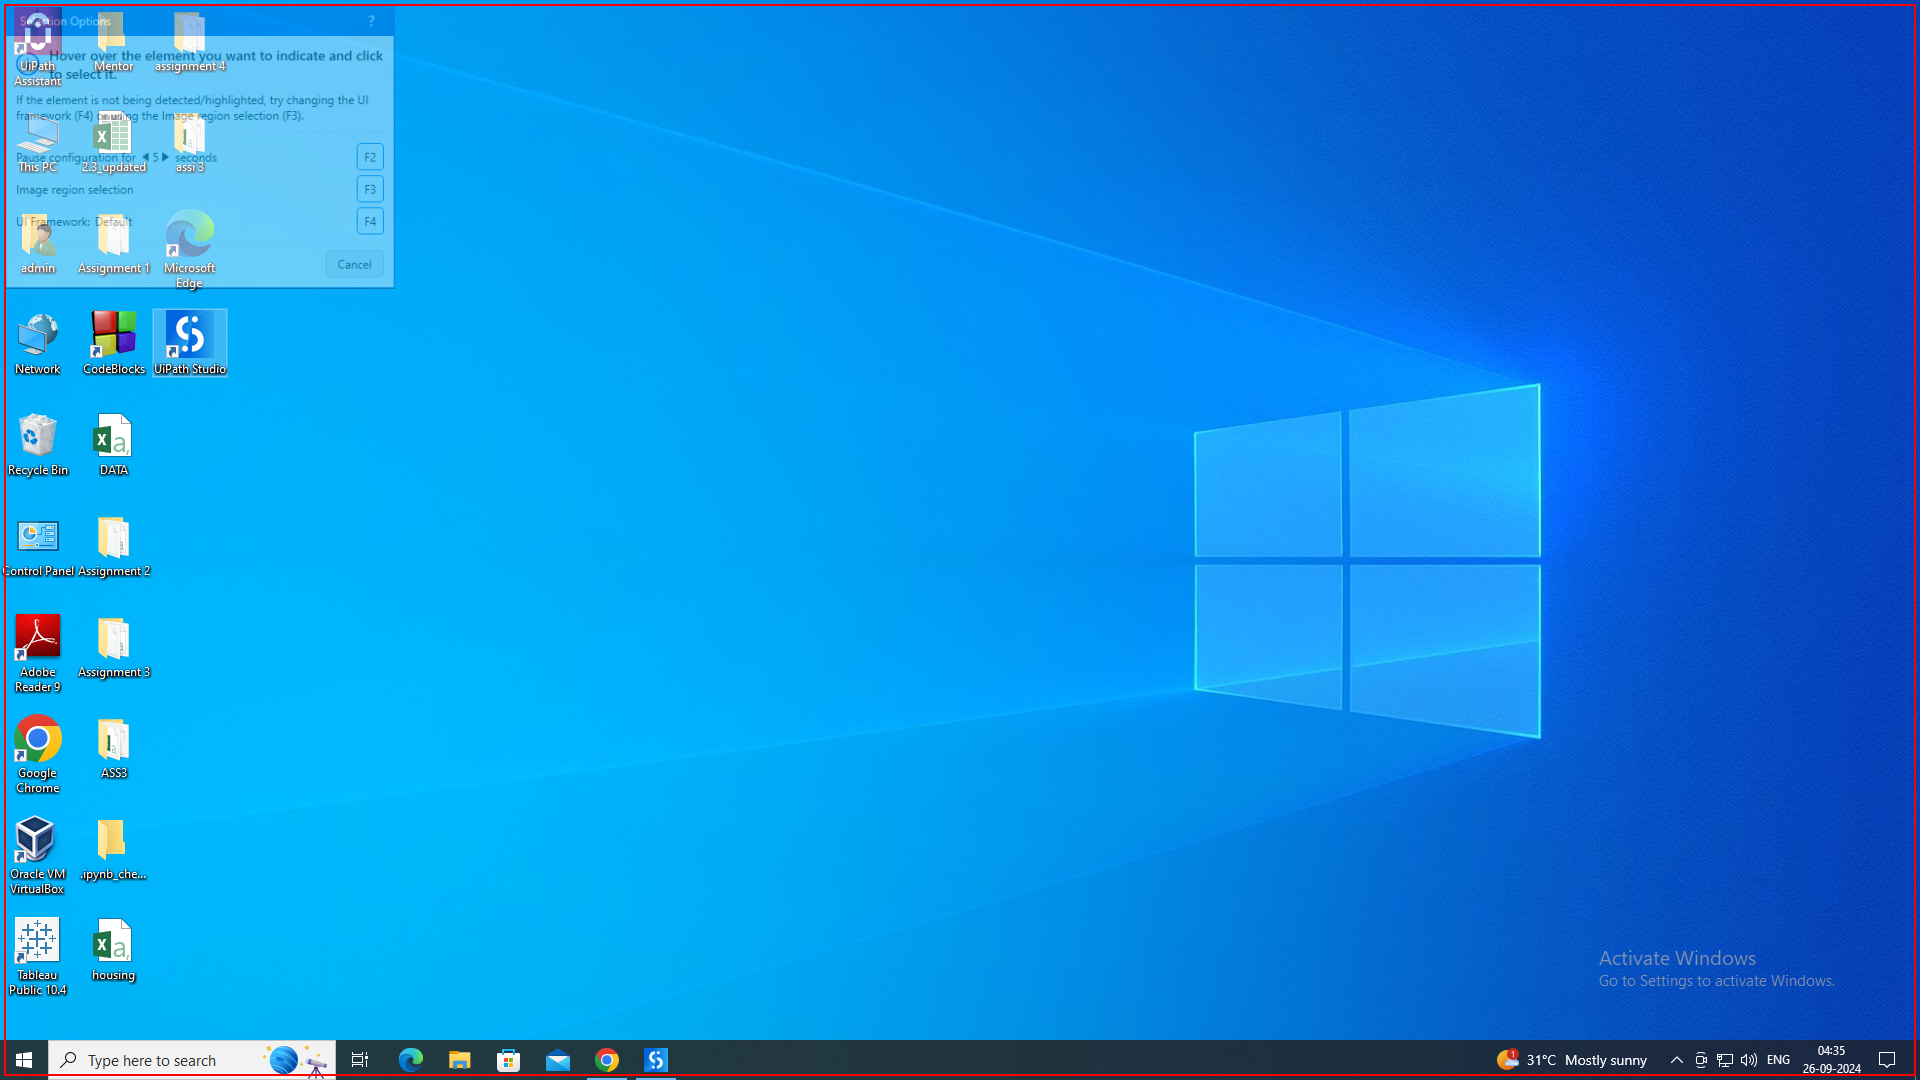 Selection Options
?
Hover over the element you want to indicate and click
to select it.
If the element is not being detected/highlighted, try changing the UI
framework (F4) or using the Image region selection (F3).
Pause configuration for 5 seconds
F2
Image region selection
F3
UI Framework: Default
F4
Cancel
UiPath
Assistant
Mentor
assignment 4
This PC
2.3_updated
assi 3
admin
Assignment 1
Microsoft
Edge
Network
CodeBlocks
UiPath Studio
Recycle Bin
DATA
Control Panel
Assignment 2
Adobe
Reader 9
Assignment 3
Google
Chrome
ASS3
Oracle VM
VirtualBox
.ipynb_che...
Tableau
Public 10.4
housing
Activate Windows
Go to Settings to activate Windows.
Type here to search
1
31°C Mostly sunny
ENG
04:35
26-09-2024